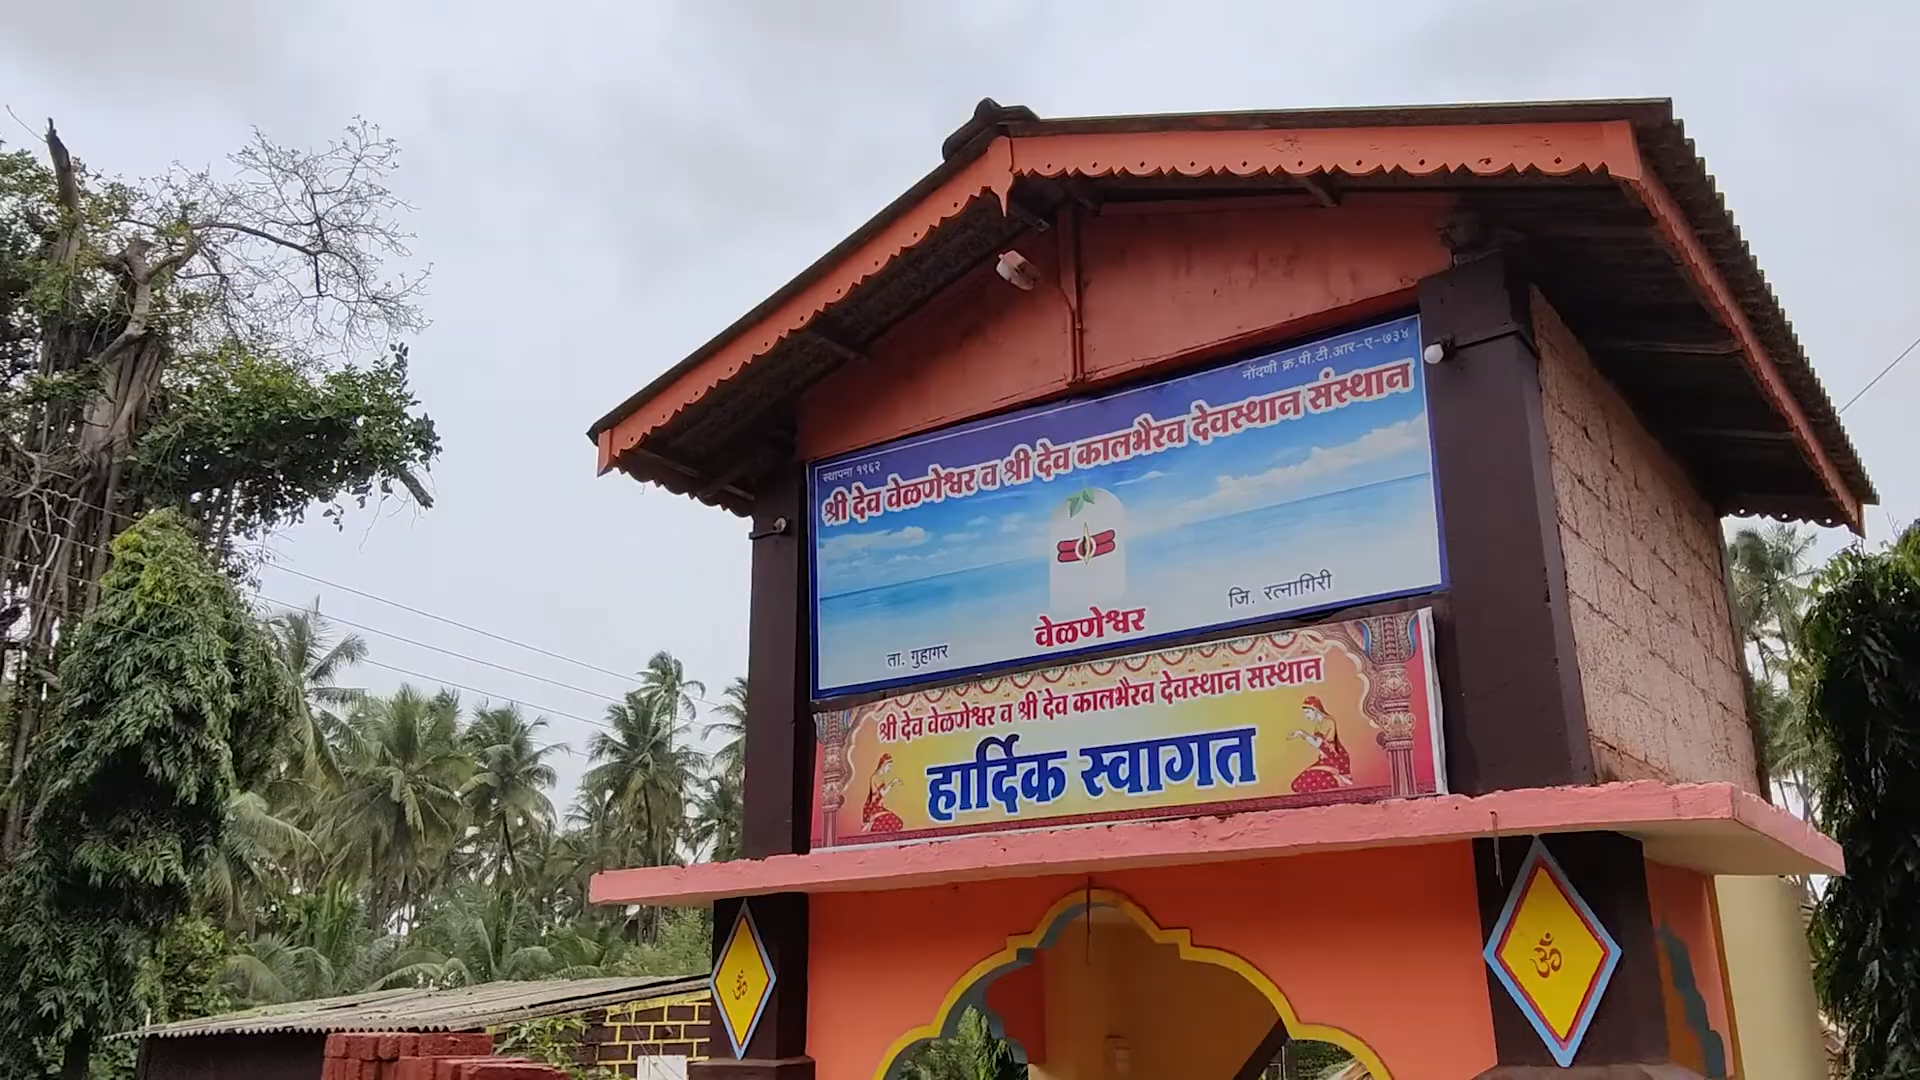 नोंदणी क्र.पी.टी.आर-ए-७३४
स्थापना १९६२
श्री देव वेळणेश्वर व श्री देव कालभैरव देवस्थान संस्थान
वेळणेश्वर
ता. गुहागर
जि. रत्नागिरी
श्री देव वेळणेश्वर व श्री देव कालभैरव देवस्थान संस्थान
हार्दिक स्वागत
ॐ
ॐ